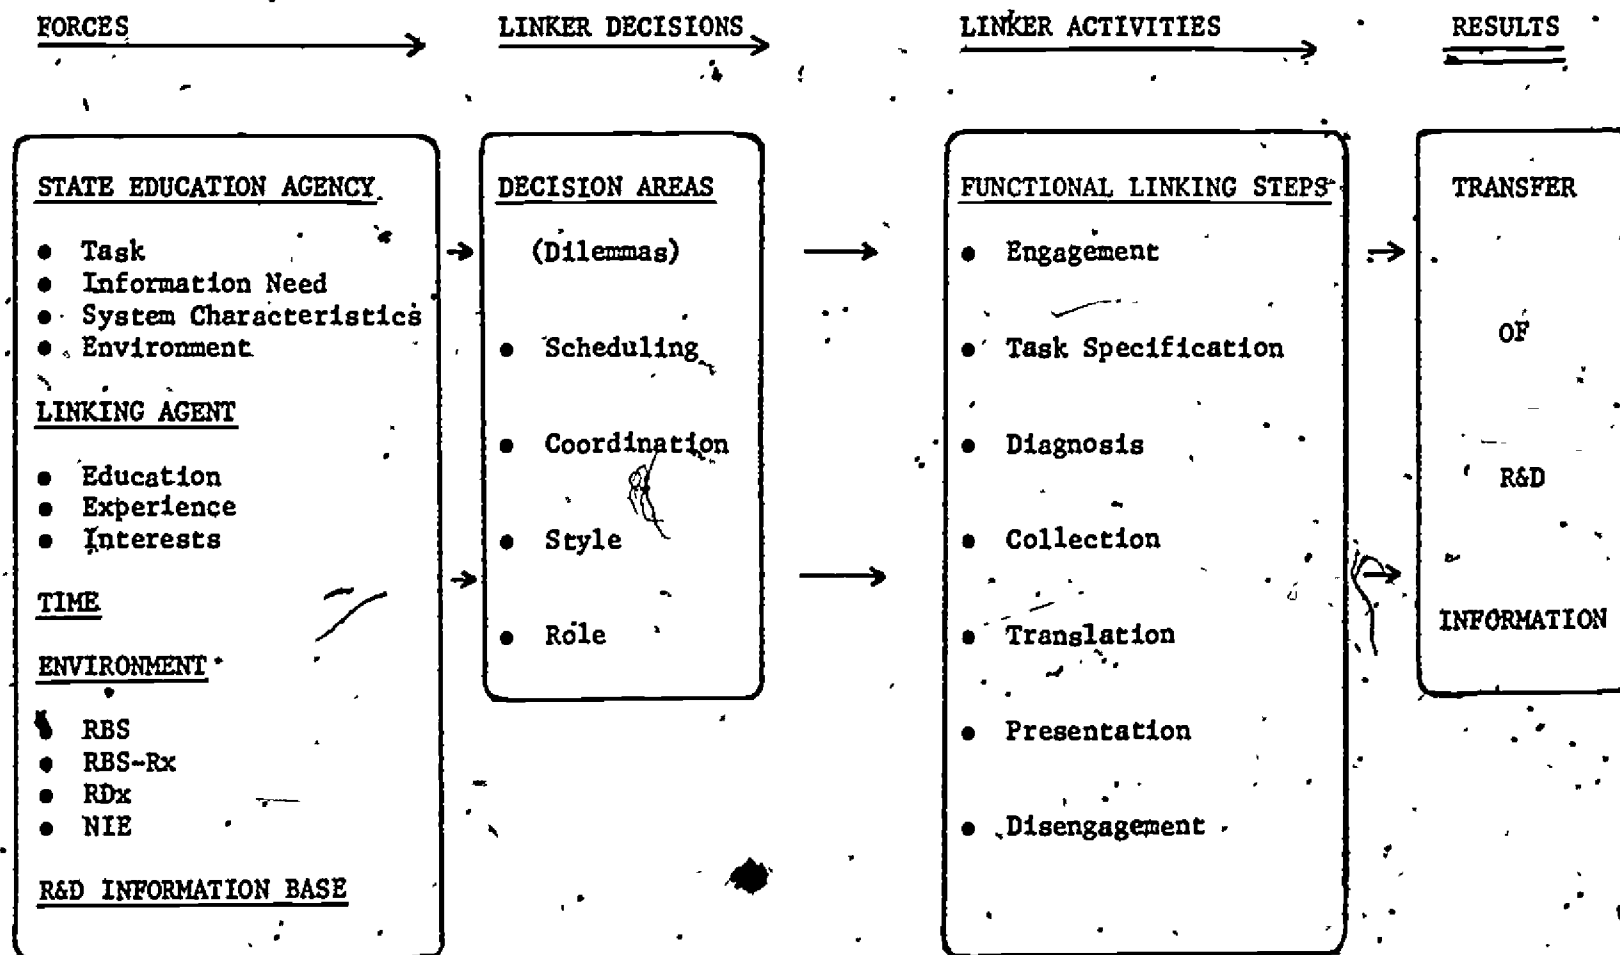 FORCES
LINKER DECISIONS
LINKER ACTIVITIES
RESULTS
STATE EDUCATION AGENCY
• Task
• Information Need
• System Characteristics
• Environment
LINKING AGENT
• Education
• Experience
• Interests
TIME
ENVIRONMENT
• RBS
• RBS-Rx
• RDx
• NIE
R&D INFORMATION BASE
DECISION AREAS
(Dilemmas)
• Scheduling
• Coordination
• Style
• Role
FUNCTIONAL LINKING STEPS
• Engagement
• Task Specification
• Diagnosis
• Collection
• Translation
• Presentation
• Disengagement
TRANSFER
OF
R&D
INFORMATION